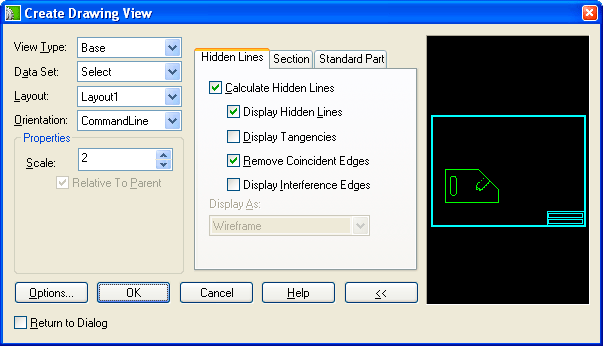 Create Drawing View
View Type: Base
Data Set: Select
Layout: Layout1
Orientation: CommandLine
Properties
Scale: 2
Relative To Parent
Hidden Lines Section Standard Part
Calculate Hidden Lines
Display Hidden Lines
Display Tangencies
Remove Coincident Edges
Display Interference Edges
Display As:
Wireframe
Options... OK Cancel Help <<
Return to Dialog